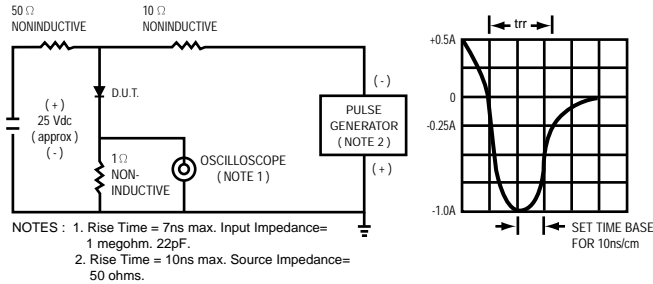 50 Ω
NONINDUCTIVE
10 Ω
NONINDUCTIVE
( + )
25 Vdc
( approx )
( - )
D.U.T.
1 Ω
NON-
INDUCTIVE
OSCILLOSCOPE
( NOTE 1 )
( - )
PULSE
GENERATOR
( NOTE 2 )
( + )
trr
+0.5A
0
-0.25A
-1.0A
SET TIME BASE
FOR 10ns/cm
NOTES : 1. Rise Time = 7ns max. Input Impedance=
1 megohm. 22pF.
2. Rise Time = 10ns max. Source Impedance=
50 ohms.